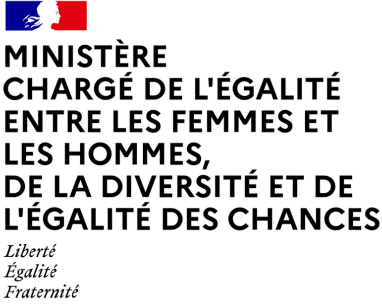 MINISTÈRE
CHARGÉ DE L'ÉGALITÉ
ENTRE LES FEMMES ET
LES HOMMES,
DE LA DIVERSITÉ ET DE
L'ÉGALITÉ DES CHANCES
Liberté
Égalité
Fraternité